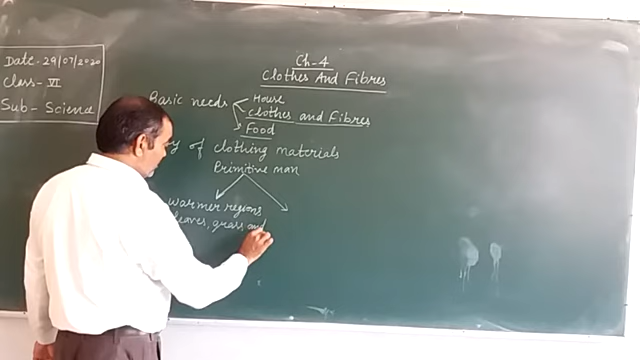 Date. 29/07/2020
Class- VI
Sub- Science
Ch-4
Clothes And Fibres
Basic needs
House
Clothes and Fibres
Food
of clothing materials
Primitive man
Warmer regions
leaves, grass and